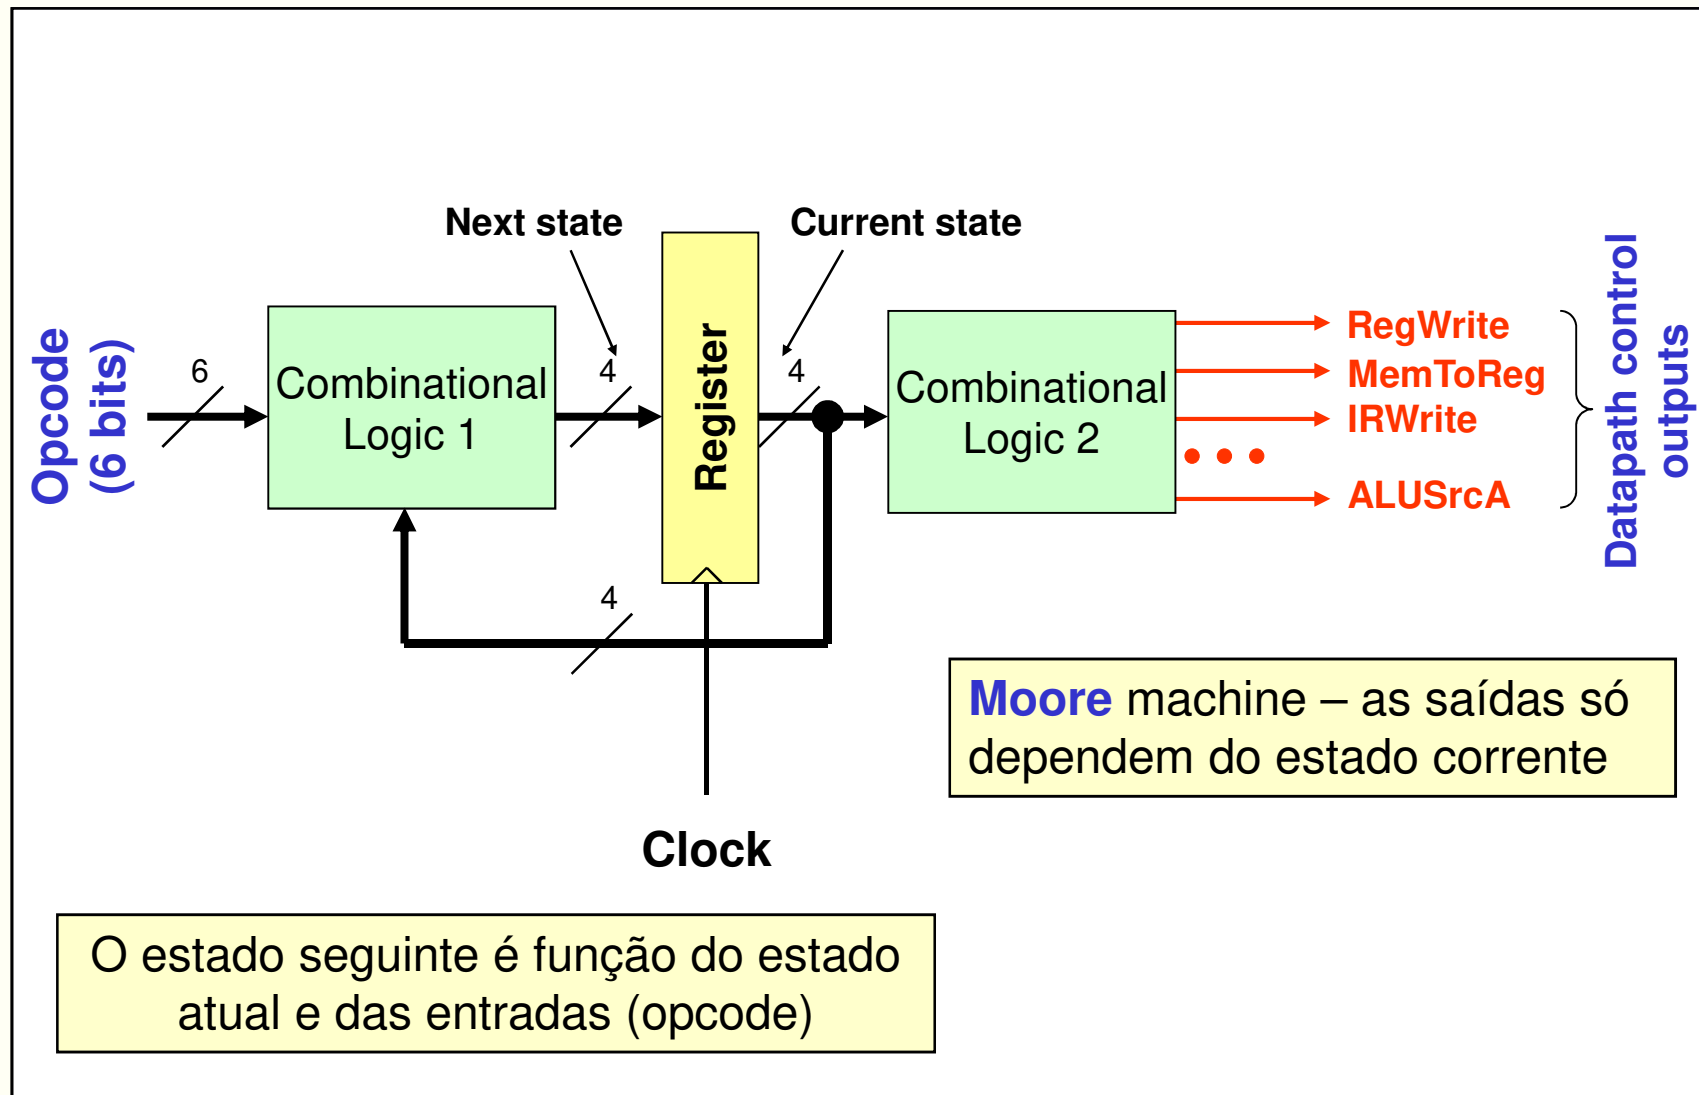 Next state
Current state
Opcode
(6 bits)
6
Combinational
Logic 1
4
Register
4
Combinational
Logic 2
RegWrite
MemToReg
IRWrite
ALUSrcA
Datapath control
outputs
4
Clock
Moore machine – as saídas só
dependem do estado corrente
O estado seguinte é função do estado
atual e das entradas (opcode)